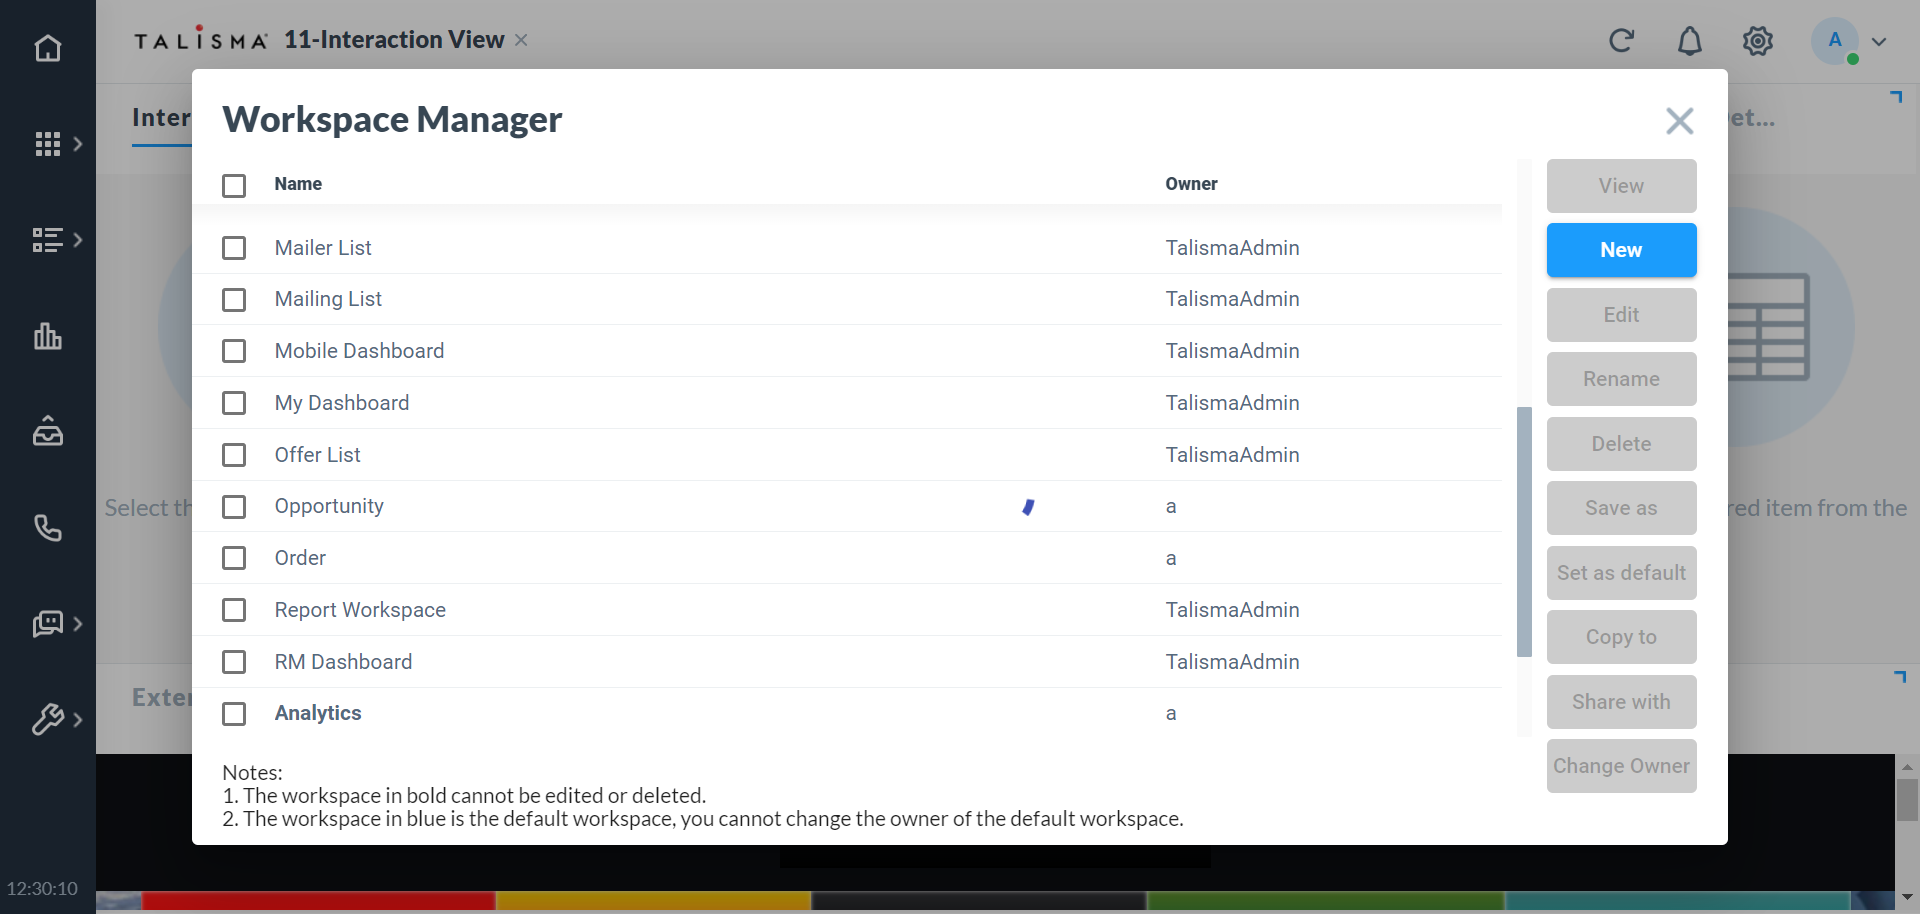 TALISMA 11-Interaction View
A
Inter
et...
Workspace Manager
Name Owner
Mailer List TalismaAdmin
Mailing List TalismaAdmin
Mobile Dashboard TalismaAdmin
My Dashboard TalismaAdmin
Offer List TalismaAdmin
Opportunity a
Order a
Report Workspace TalismaAdmin
RM Dashboard TalismaAdmin
Analytics a
View
New
Edit
Rename
Delete
Save as
Set as default
Copy to
Share with
Change Owner
Notes:
1. The workspace in bold cannot be edited or deleted.
2. The workspace in blue is the default workspace, you cannot change the owner of the default workspace.
Select th
red item from the
Exter
12:30:10